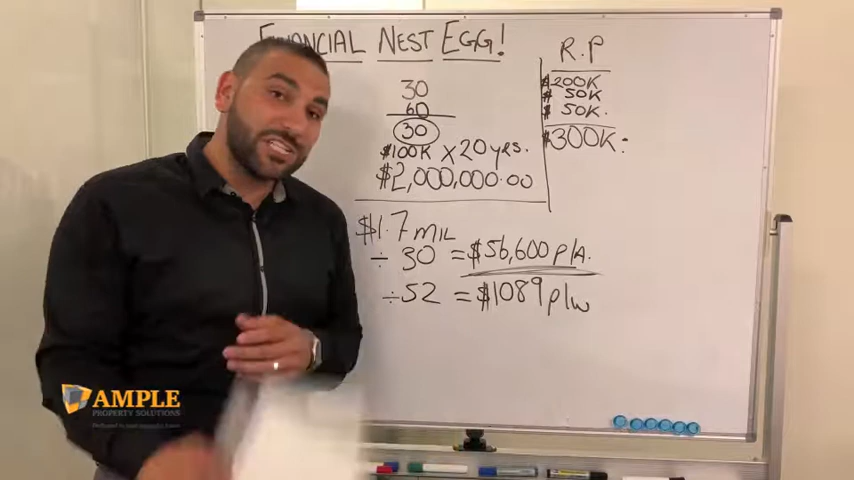 FINANCIAL NEST EGG!
30
60
30
$100K X 20 yrs.
$2,000,000.00
R.P
$200K
$ 50K
$ 50K.
$300K.
$1.7 MIL
÷ 30 = $56,600 p/A.
÷ 52 = $1089 p/w
AMPLE
PROPERTY SOLUTIONS